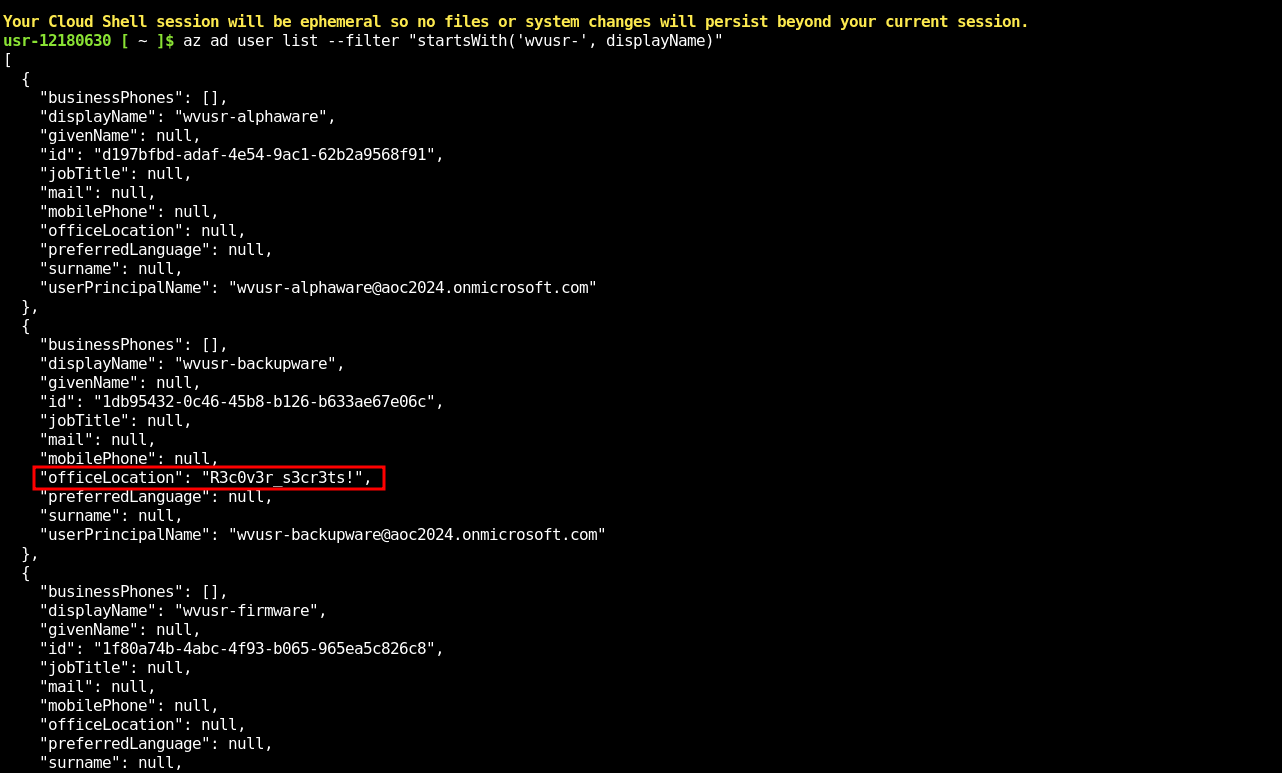 Your Cloud Shell session will be ephemeral so no files or system changes will persist beyond your current session.
usr-12180630 [ ~ ]$ az ad user list --filter "startsWith('wvusr-', displayName)"
[
  {
    "businessPhones": [],
    "displayName": "wvusr-alphaware",
    "givenName": null,
    "id": "d197bfbd-adaf-4e54-9ac1-62b2a9568f91",
    "jobTitle": null,
    "mail": null,
    "mobilePhone": null,
    "officeLocation": null,
    "preferredLanguage": null,
    "surname": null,
    "userPrincipalName": "wvusr-alphaware@aoc2024.onmicrosoft.com"
  },
  {
    "businessPhones": [],
    "displayName": "wvusr-backupware",
    "givenName": null,
    "id": "1db95432-0c46-45b8-b126-b633ae67e06c",
    "jobTitle": null,
    "mail": null,
    "mobilePhone": null,
    "officeLocation": "R3c0v3r_s3cr3ts!",
    "preferredLanguage": null,
    "surname": null,
    "userPrincipalName": "wvusr-backupware@aoc2024.onmicrosoft.com"
  },
  {
    "businessPhones": [],
    "displayName": "wvusr-firmware",
    "givenName": null,
    "id": "1f80a74b-4abc-4f93-b065-965ea5c826c8",
    "jobTitle": null,
    "mail": null,
    "mobilePhone": null,
    "officeLocation": null,
    "preferredLanguage": null,
    "surname": null,